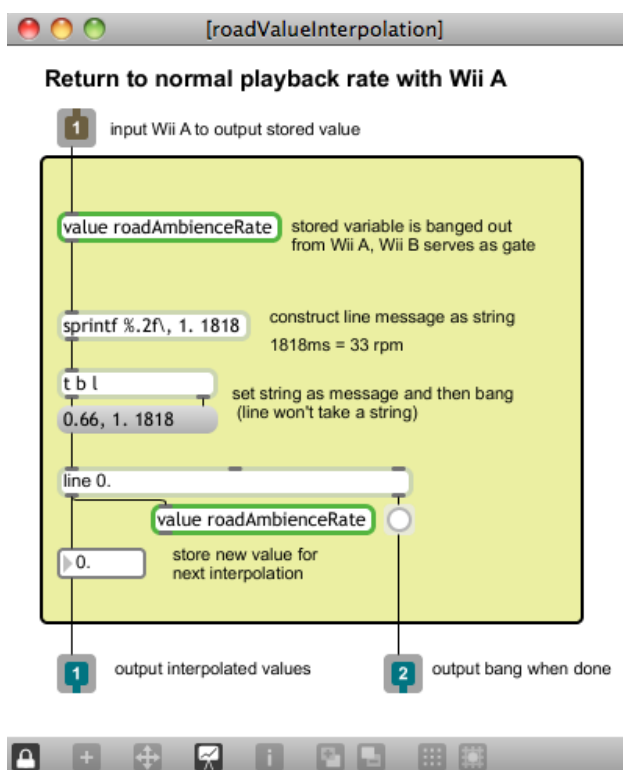 [roadValueInterpolation]
Return to normal playback rate with Wii A
1
input Wii A to output stored value
value roadAmbienceRate
stored variable is banged out
from Wii A, Wii B serves as gate
sprintf %.2f\, 1. 1818
construct line message as string
1818ms = 33 rpm
t b l
set string as message and then bang
(line won't take a string)
0.66, 1. 1818
line 0.
value roadAmbienceRate
0.
store new value for
next interpolation
1
output interpolated values
2
output bang when done
i